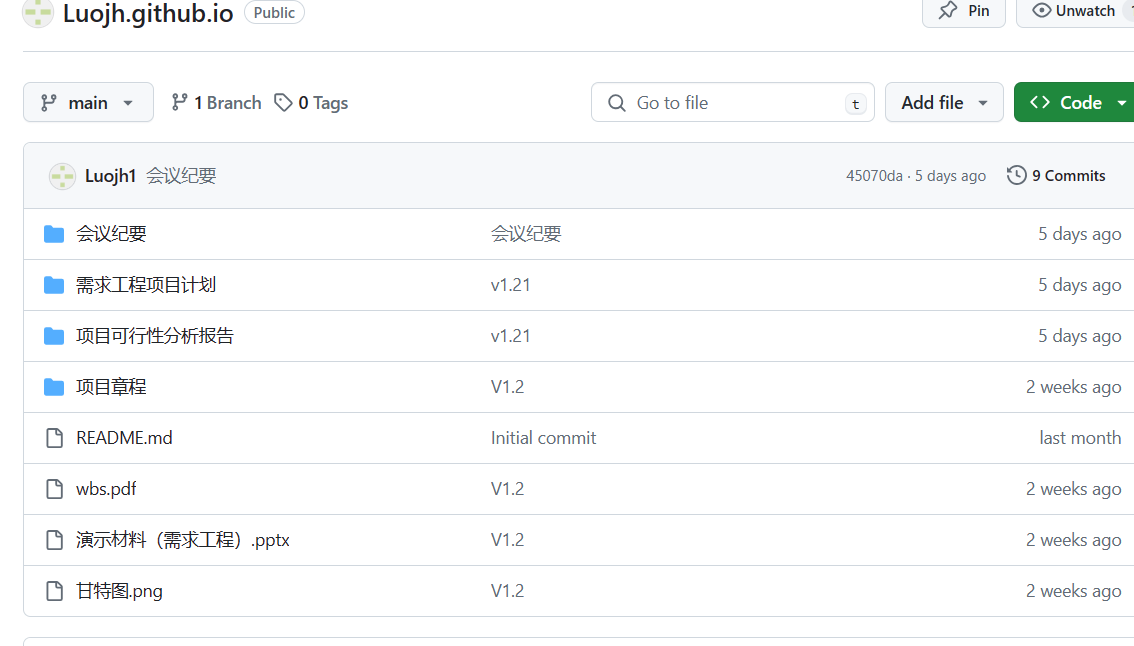 Luojh.github.io Public Pin Unwatch
main 1 Branch 0 Tags Go to file t Add file Code
Luojh1 会议纪要 45070da · 5 days ago 9 Commits
会议纪要 会议纪要 5 days ago
需求工程项目计划 v1.21 5 days ago
项目可行性分析报告 v1.21 5 days ago
项目章程 V1.2 2 weeks ago
README.md Initial commit last month
wbs.pdf V1.2 2 weeks ago
演示材料（需求工程）.pptx V1.2 2 weeks ago
甘特图.png V1.2 2 weeks ago